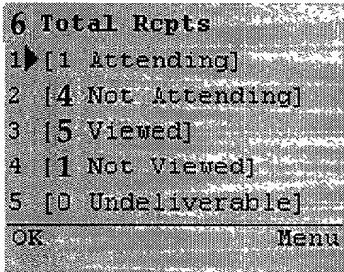 6 Total Rcpts
1▶[1 Attending]
2 [4 Not Attending]
3 [5 Viewed]
4 [1 Not Viewed]
5 [0 Undeliverable]
OK Menu